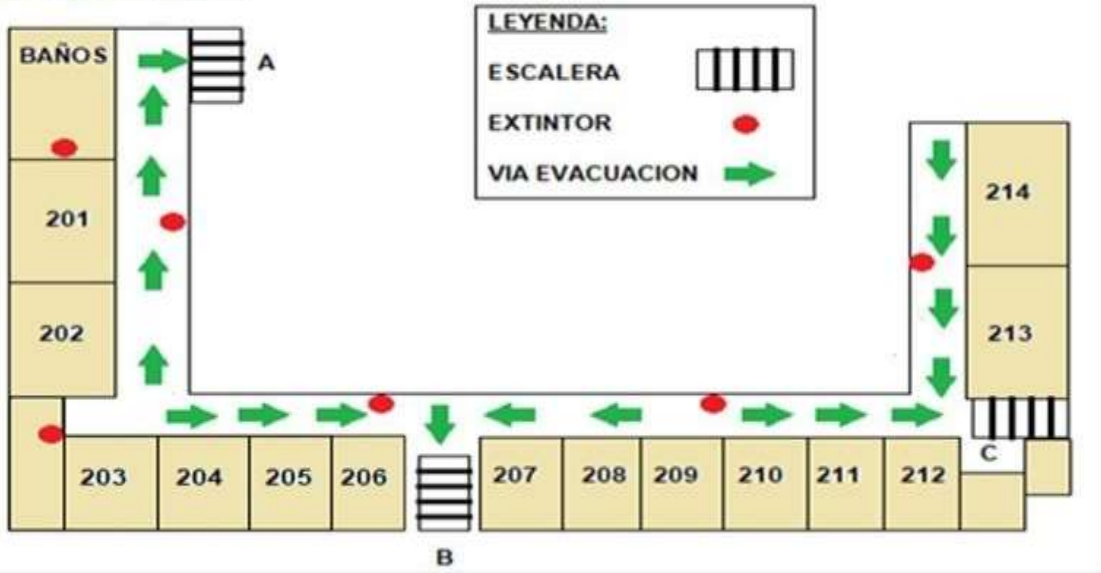 BAÑOS
A
LEYENDA:
ESCALERA
EXTINTOR
VIA EVACUACION
201
202
214
213
203 204 205 206 207 208 209 210 211 212
C
B